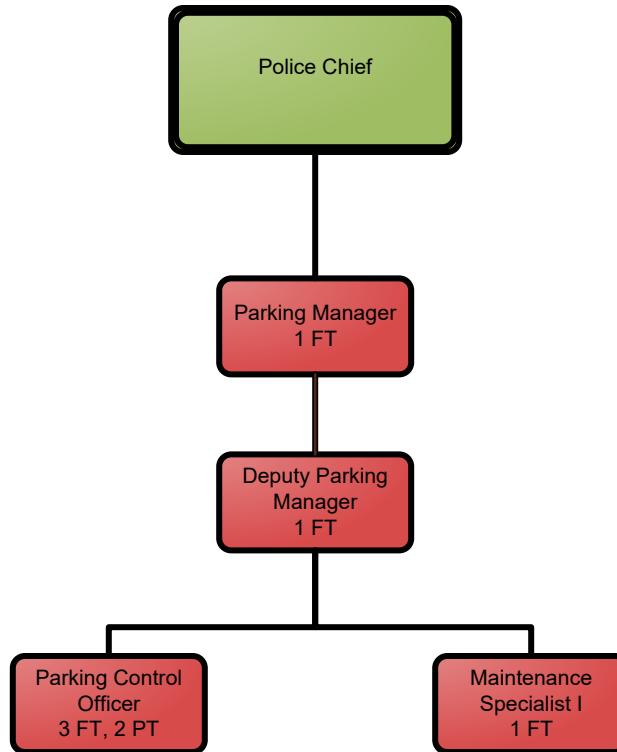 Police Chief
Parking Manager
1 FT
Deputy Parking
Manager
1 FT
Parking Control
Officer
3 FT, 2 PT
Maintenance
Specialist I
1 FT